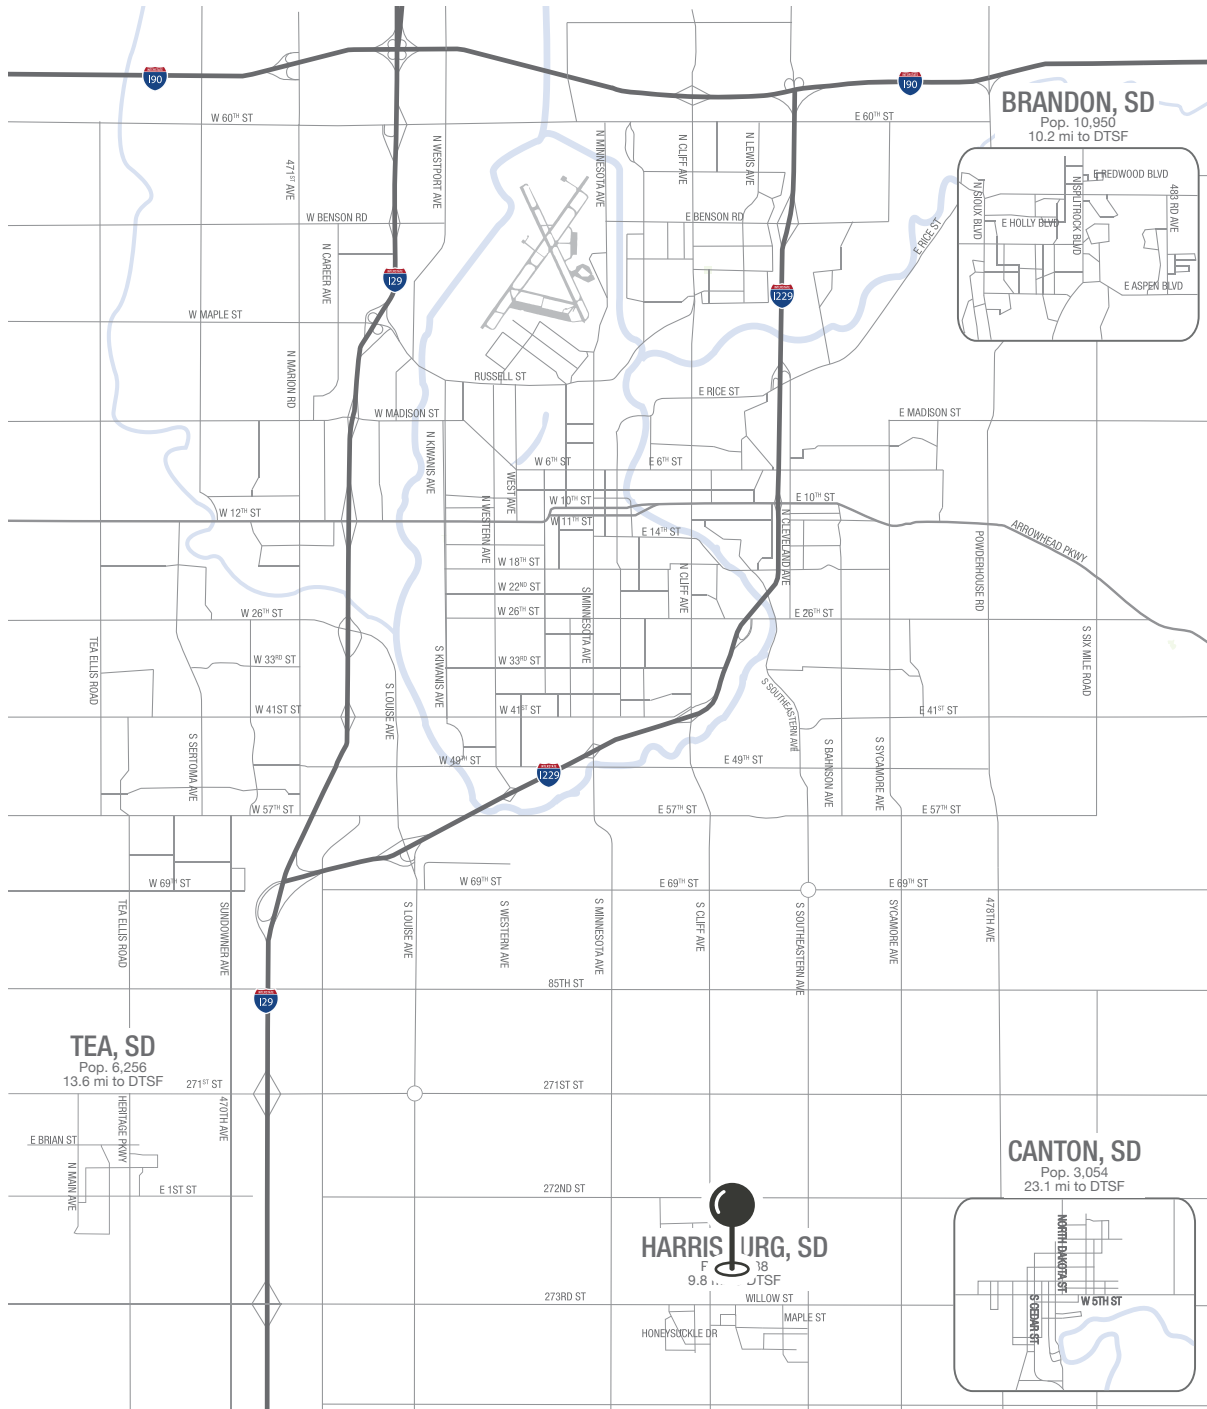 I90
I90
BRANDON, SD
Pop. 10,950
10.2 mi to DTSF
W 60TH ST
E 60TH ST
N WESTPORT AVE
N MINNESOTA AVE
N CLIFF AVE
N LEWIS AVE
471ST AVE
E REDWOOD BLVD
N SIOUX BLVD
N SPLITROCK BLVD
483 RD AVE
E HOLLY BLVD
E ASPEN BLVD
W BENSON RD
E BENSON RD
E RICE ST
N CAREER AVE
I29
I229
W MAPLE ST
N MARION RD
RUSSELL ST
E RICE ST
W MADISON ST
E MADISON ST
N KIWANIS AVE
W 6TH ST
E 6TH ST
WEST AVE
N WESTERN AVE
W 10TH ST
E 10TH ST
W 12TH ST
W 11TH ST
E 14TH ST
N CLEVELAND AVE
ARROWHEAD PKWY
POWDERHOUSE RD
W 18TH ST
N CLIFF AVE
W 22ND ST
S MINNESOTA AVE
W 26TH ST
W 26TH ST
E 26TH ST
TEA ELLIS ROAD
S SIX MILE ROAD
W 33RD ST
S KIWANIS AVE
W 33RD ST
S LOUISE AVE
S SOUTHEASTERN AVE
W 41ST ST
W 41ST ST
E 41ST ST
S SERTOMA AVE
S BAHNSON AVE
S SYCAMORE AVE
W 49TH ST
E 49TH ST
I229
W 57TH ST
E 57TH ST
E 57TH ST
W 69TH ST
W 69TH ST
E 69TH ST
E 69TH ST
TEA ELLIS ROAD
SUNDOWNER AVE
S LOUISE AVE
S WESTERN AVE
S MINNESOTA AVE
S CLIFF AVE
S SOUTHEASTERN AVE
SYCAMORE AVE
478TH AVE
85TH ST
I29
TEA, SD
Pop. 6,256
13.6 mi to DTSF
271ST ST
271ST ST
HERITAGE PKWY
470TH AVE
E BRIAN ST
N MAIN AVE
E 1ST ST
CANTON, SD
Pop. 3,054
23.1 mi to DTSF
272ND ST
NORTH DAKOTA ST
W 5TH ST
S CEDAR ST
HARRIS URG, SD
9.8 DTSF
273RD ST
WILLOW ST
MAPLE ST
HONEYSUCKLE DR